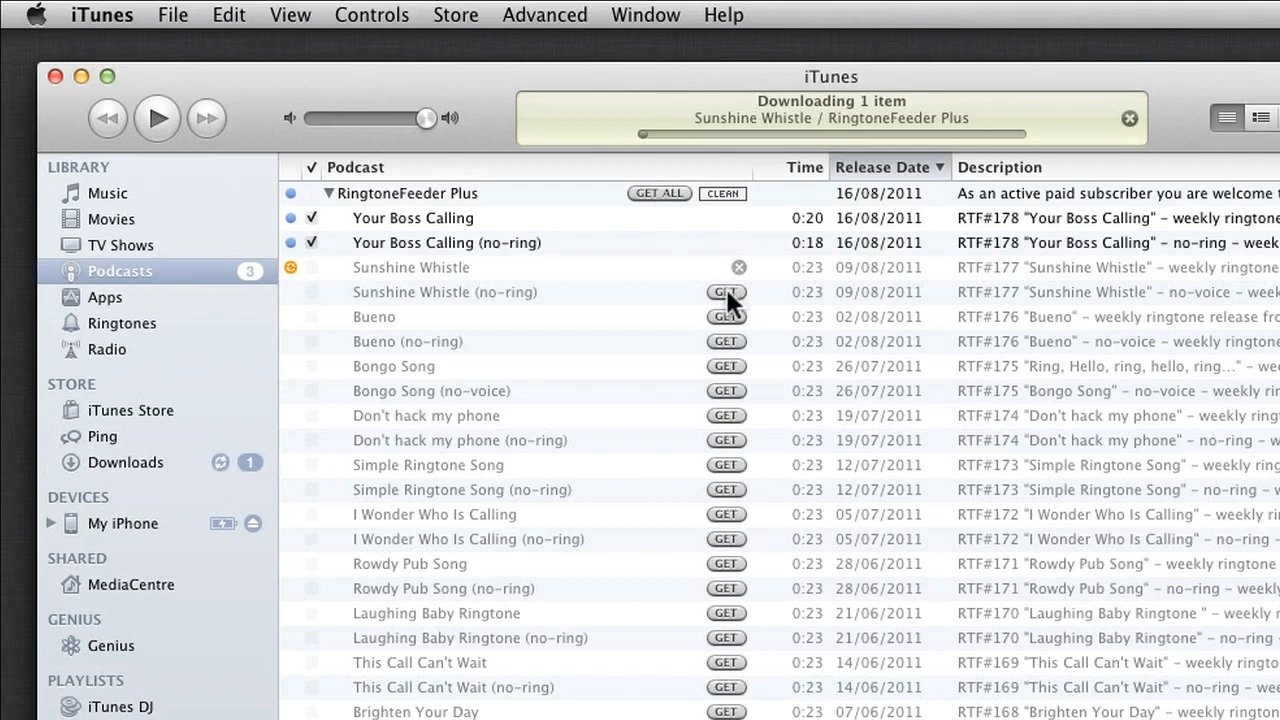 iTunes File Edit View Controls Store Advanced Window Help
iTunes
Downloading 1 item
Sunshine Whistle / RingtoneFeeder Plus
LIBRARY
Music
Movies
TV Shows
Podcasts 3
Apps
Ringtones
Radio
STORE
iTunes Store
Ping
Downloads 1
DEVICES
My iPhone
SHARED
MediaCentre
GENIUS
Genius
PLAYLISTS
iTunes DJ
✓ Podcast Time Release Date ▼ Description
RingtoneFeeder Plus GET ALL CLEAN 16/08/2011 As an active paid subscriber you are welcome t
Your Boss Calling 0:20 16/08/2011 RTF#178 "Your Boss Calling" – weekly ringtone
Your Boss Calling (no-ring) 0:18 16/08/2011 RTF#178 "Your Boss Calling" – no-ring – week
Sunshine Whistle 0:23 09/08/2011 RTF#177 "Sunshine Whistle" – weekly ringtone
Sunshine Whistle (no-ring) GET 0:23 09/08/2011 RTF#177 "Sunshine Whistle" – no-voice – week
Bueno GET 0:23 02/08/2011 RTF#176 "Bueno" – weekly ringtone release fro
Bueno (no-ring) GET 0:23 02/08/2011 RTF#176 "Bueno" – no-voice – weekly ringtone
Bongo Song GET 0:23 26/07/2011 RTF#175 "Ring, Hello, ring, hello, ring..." – we
Bongo Song (no-voice) GET 0:23 26/07/2011 RTF#175 "Bongo Song" – no-voice – weekly ring
Don't hack my phone GET 0:23 19/07/2011 RTF#174 "Don't hack my phone" – weekly ring
Don't hack my phone (no-ring) GET 0:23 19/07/2011 RTF#174 "Don't hack my phone" – no-ring – w
Simple Ringtone Song GET 0:23 12/07/2011 RTF#173 "Simple Ringtone Song" – weekly ring
Simple Ringtone Song (no-ring) GET 0:23 12/07/2011 RTF#173 "Simple Ringtone Song" – no-ring – w
I Wonder Who Is Calling GET 0:23 05/07/2011 RTF#172 "I Wonder Who Is Calling" – weekly ri
I Wonder Who Is Calling (no-ring) GET 0:23 05/07/2011 RTF#172 "I Wonder Who Is Calling" – no-ring –
Rowdy Pub Song GET 0:23 28/06/2011 RTF#171 "Rowdy Pub Song" – weekly ringtone
Rowdy Pub Song (no-ring) GET 0:23 28/06/2011 RTF#171 "Rowdy Pub Song" – no-ring – weekl
Laughing Baby Ringtone GET 0:23 21/06/2011 RTF#170 "Laughing Baby Ringtone " – weekly r
Laughing Baby Ringtone (no-ring) GET 0:23 21/06/2011 RTF#170 "Laughing Baby Ringtone" – no-ring –
This Call Can't Wait GET 0:23 14/06/2011 RTF#169 "This Call Can't Wait" – weekly ringto
This Call Can't Wait (no-ring) GET 0:23 14/06/2011 RTF#169 "This Call Can't Wait" – no-ring – we
Brighten Your Day GET 0:23 07/06/2011 RTF#168 "Brighten Your Day" – weekly ringtone